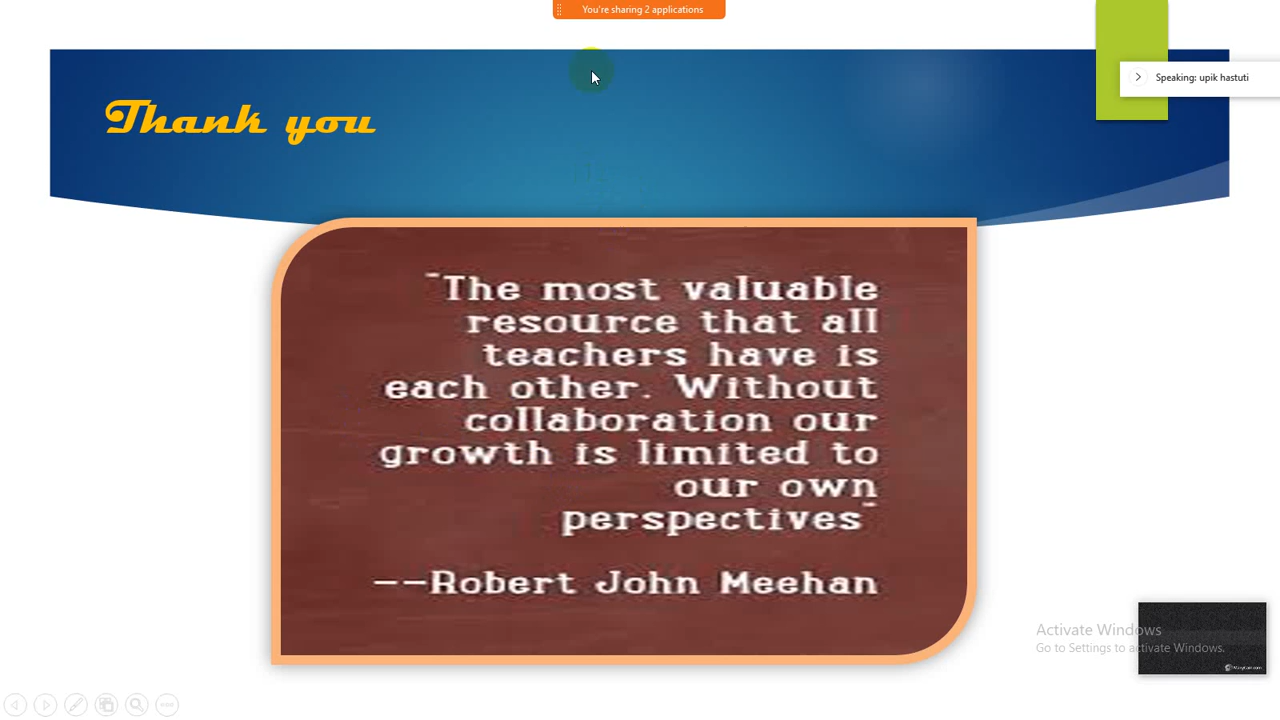 You're sharing 2 applications
Speaking: upik hastuti
Thank you
"The most valuable
resource that all
teachers have is
each other. Without
collaboration our
growth is limited to
our own
perspectives"
--Robert John Meehan
Activate Windows
Go to Settings to activate Windows.